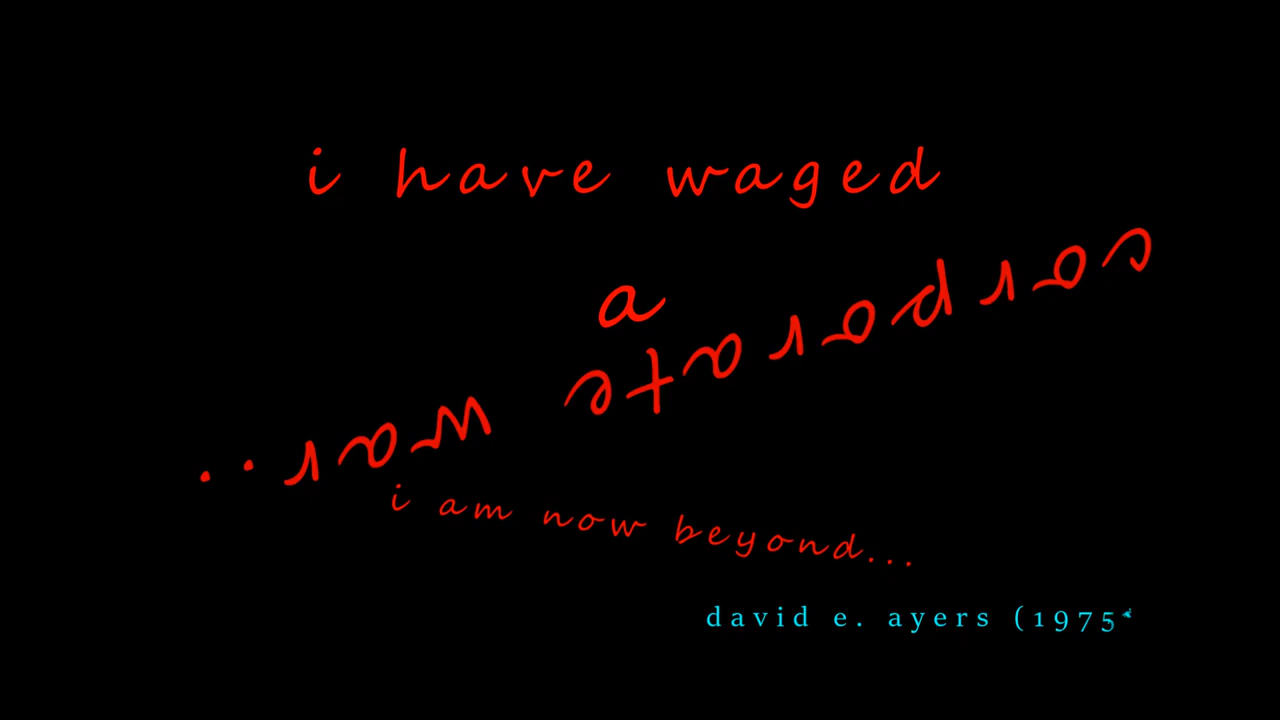 i have waged
a
corporate war..
i am now beyond...
david e. ayers (1975